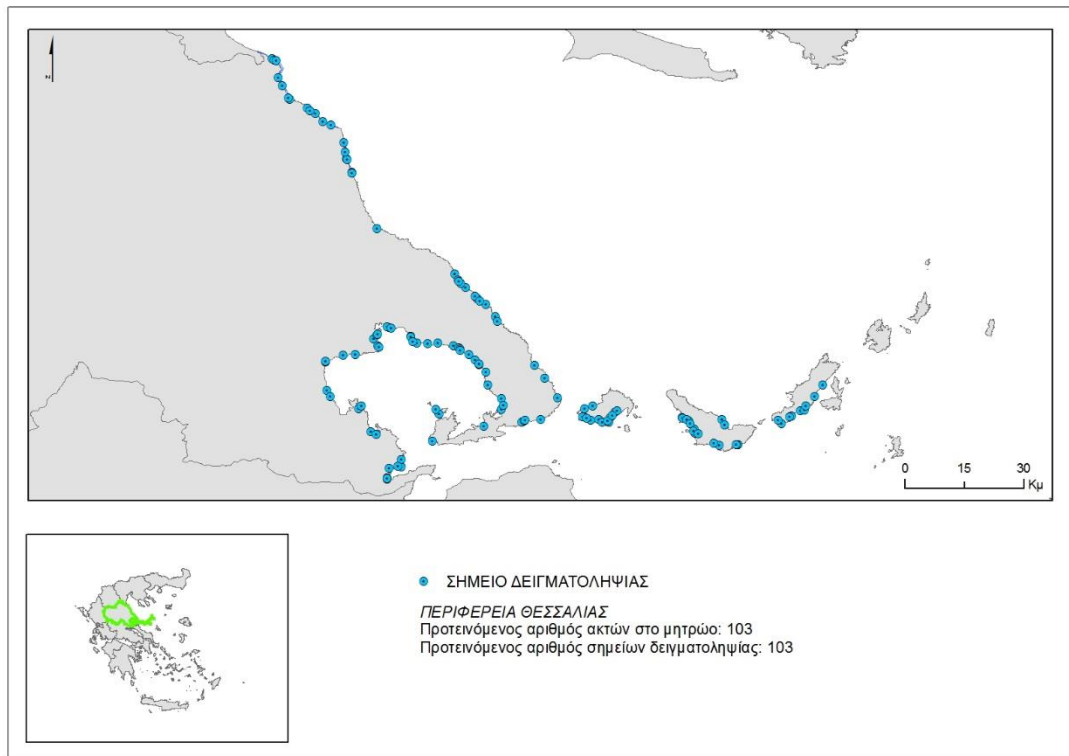 z
0 15 30
Κμ
ΣΗΜΕΙΟ ΔΕΙΓΜΑΤΟΛΗΨΙΑΣ
ΠΕΡΙΦΕΡΕΙΑ ΘΕΣΣΑΛΙΑΣ
Προτεινόμενος αριθμός ακτών στο μητρώο: 103
Προτεινόμενος αριθμός σημείων δειγματοληψίας: 103